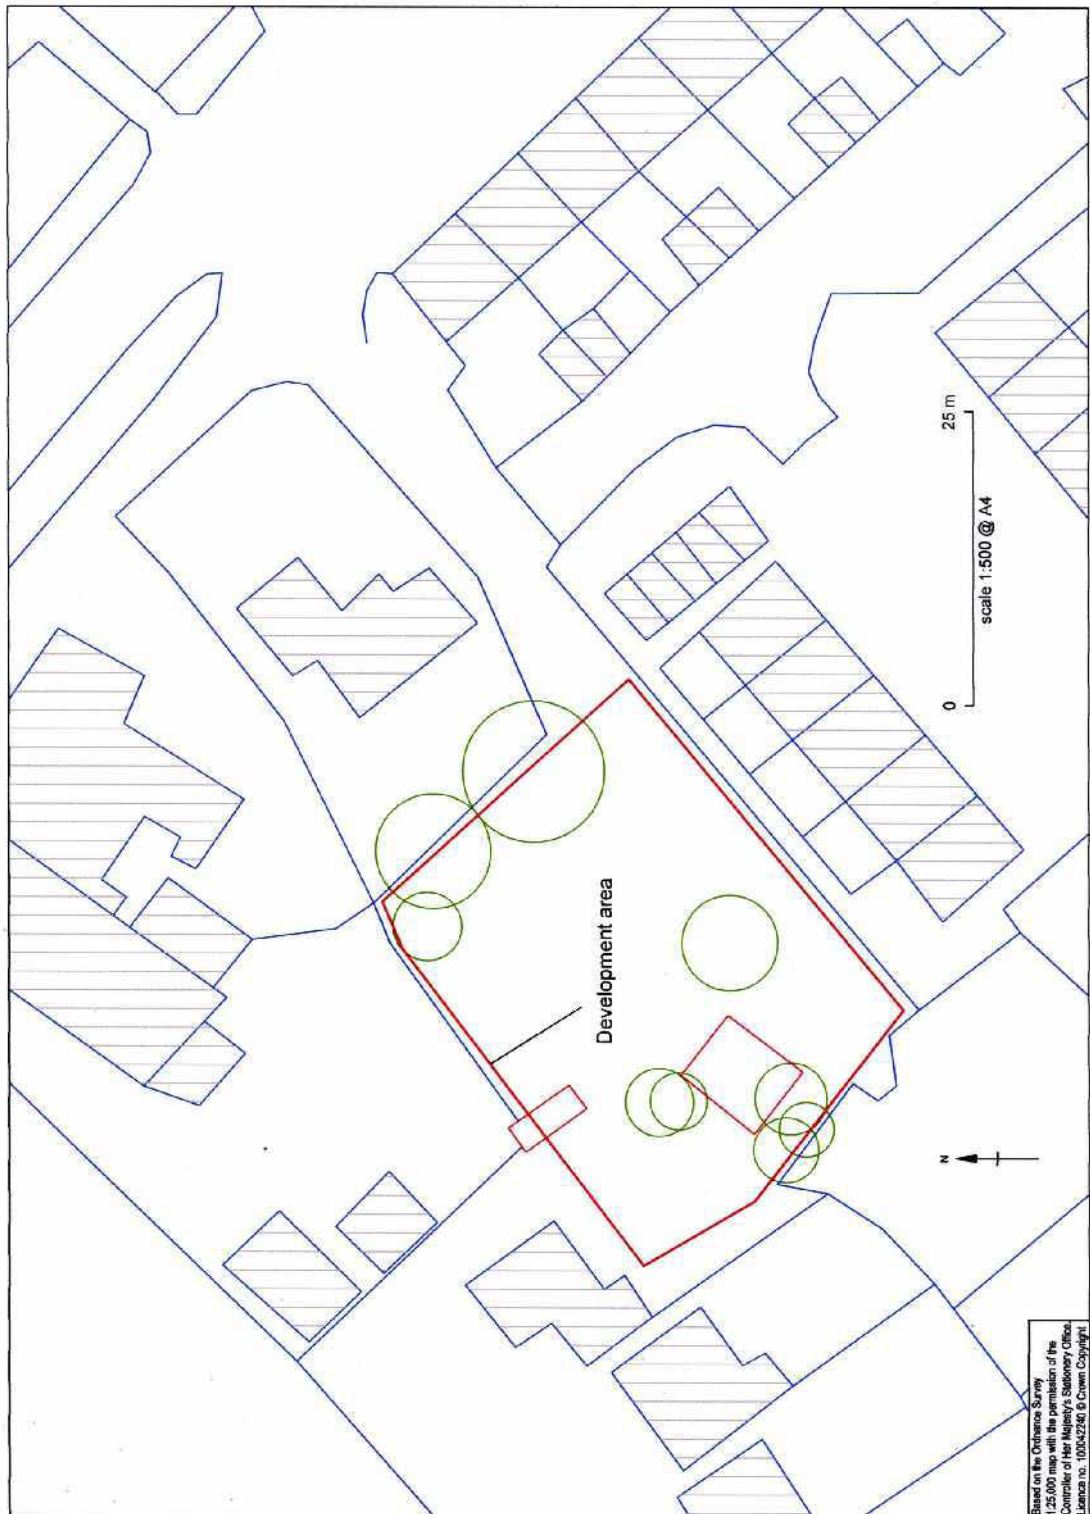 Development area
0
25 m
scale 1:500 @ A4
N
Based on the Ordnance Survey
1:25,000 map with the permission of the
Controller of Her Majesty's Stationery Office.
Licence no. 100042240 © Crown Copyright